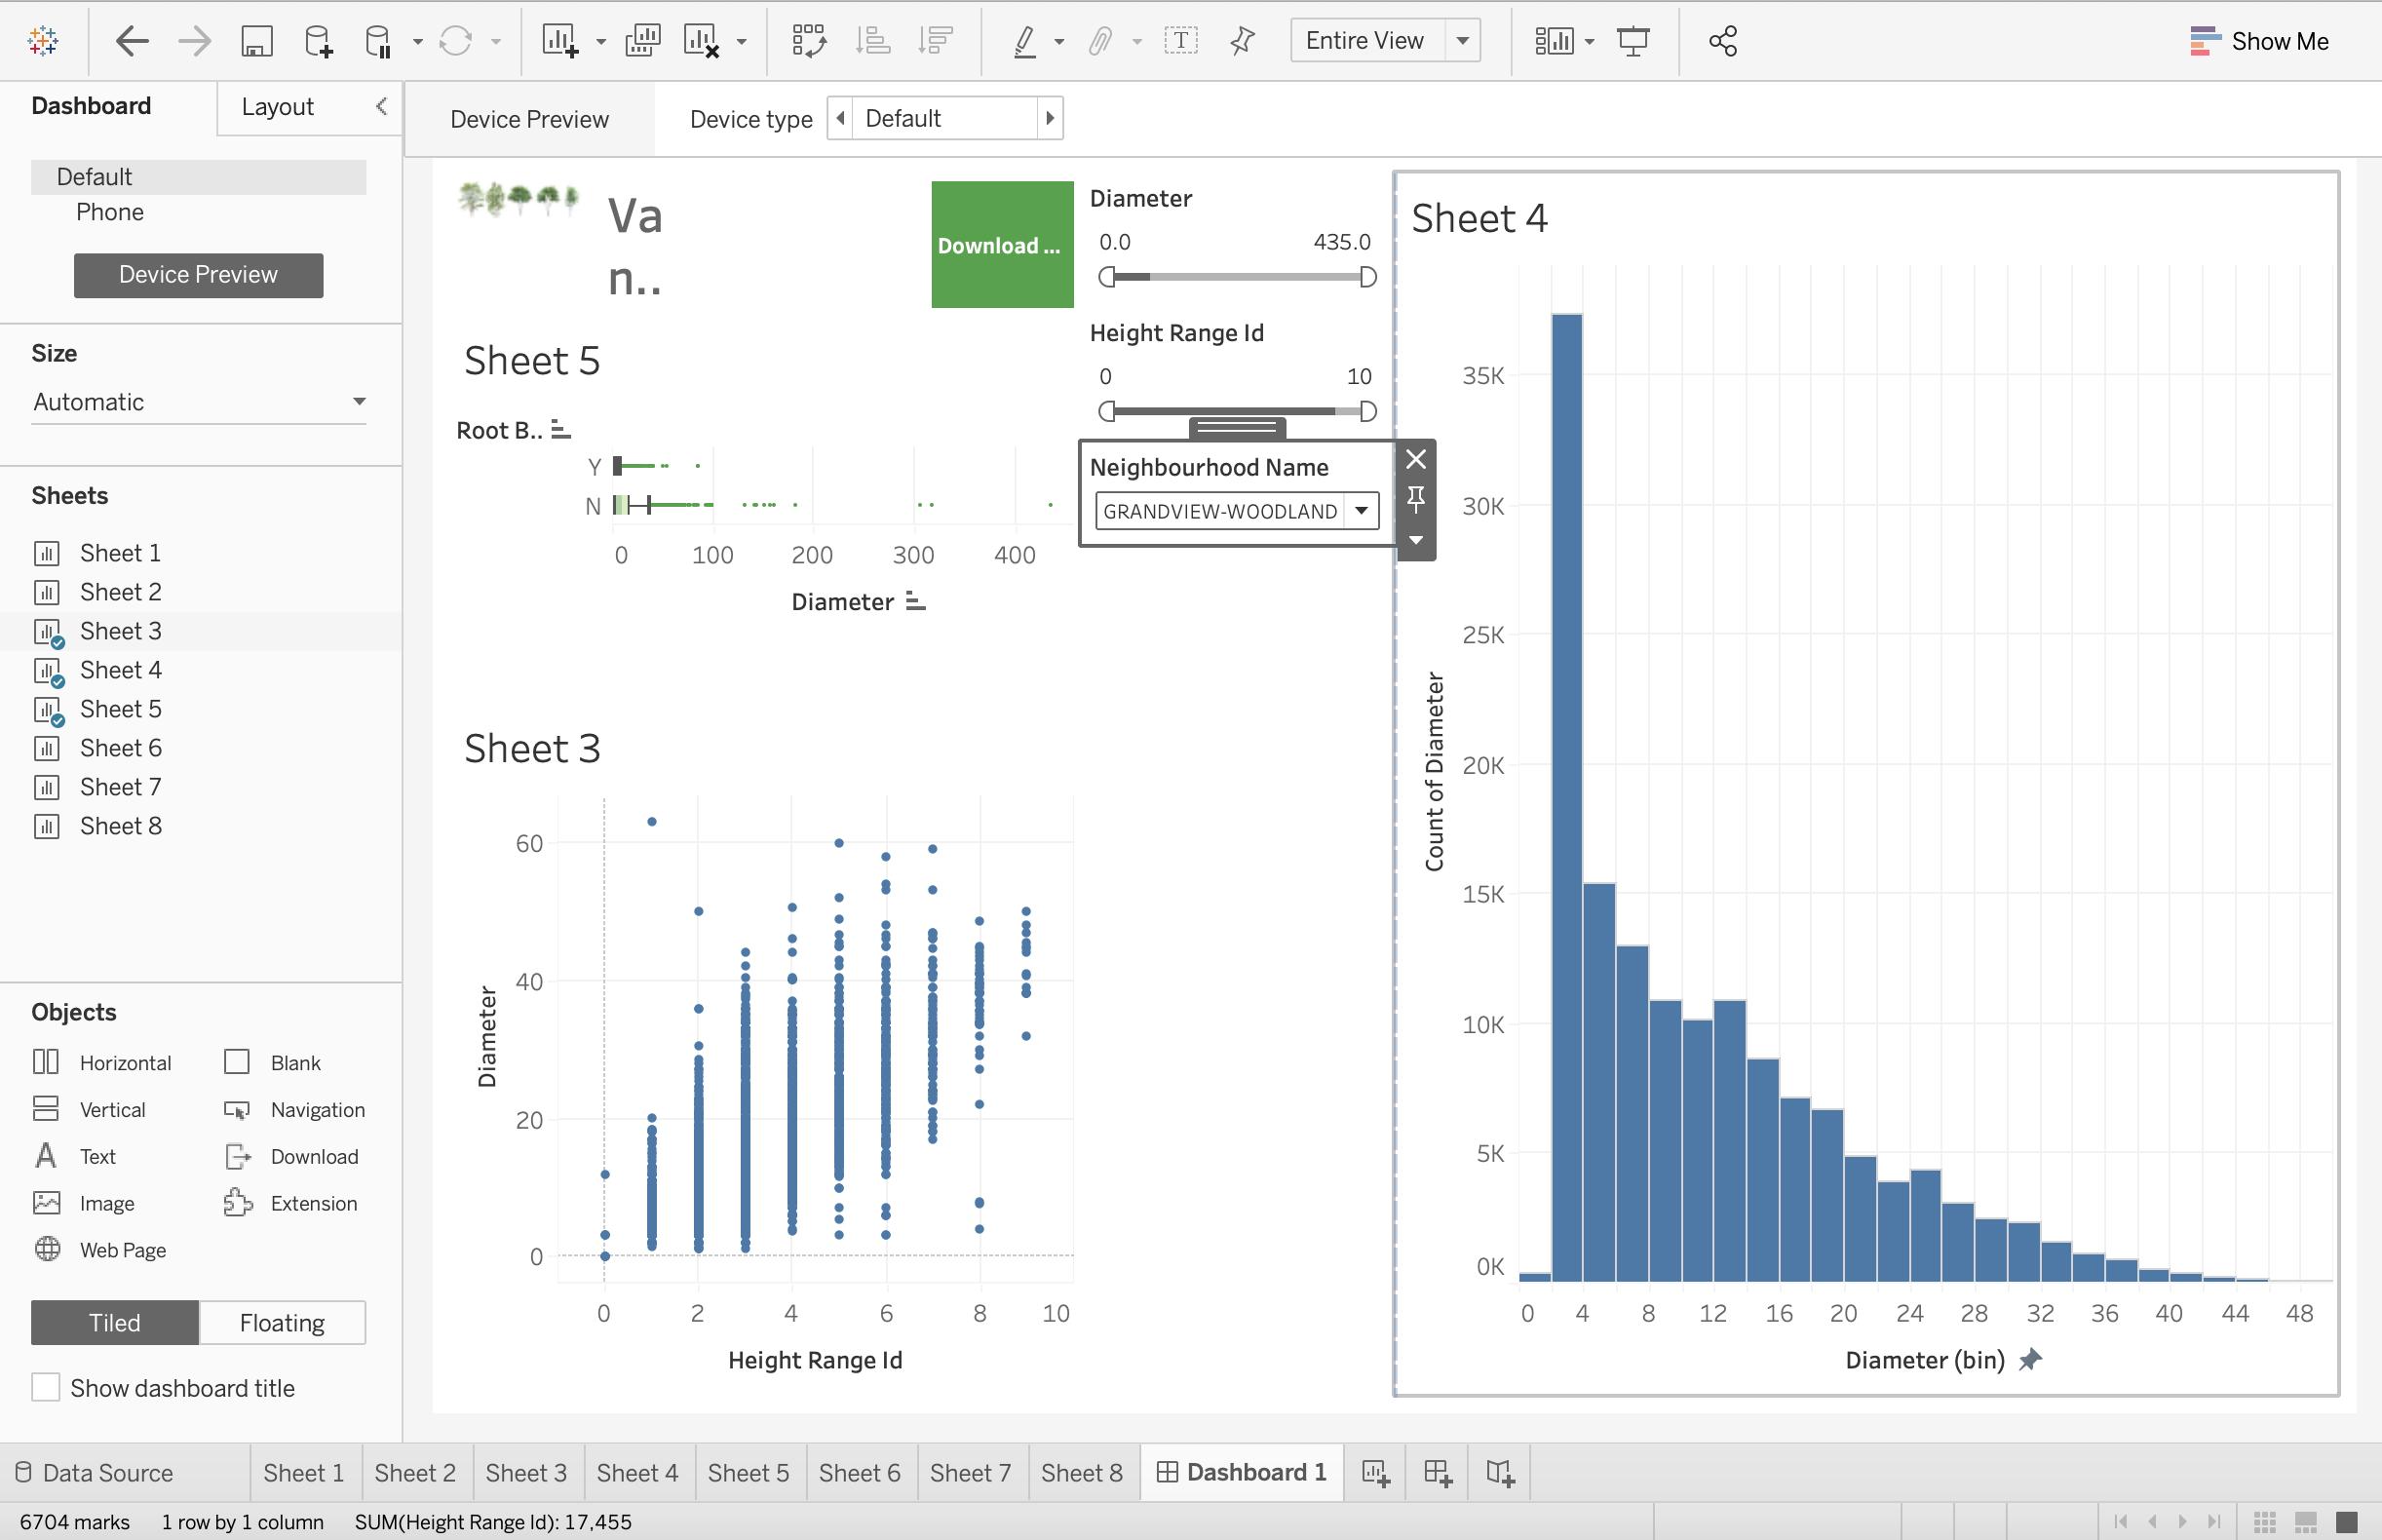 Entire View
Show Me
Dashboard
Layout
Device Preview
Device type
Default
Default
Phone
Device Preview
Size
Automatic
Sheets
Sheet 1
Sheet 2
Sheet 3
Sheet 4
Sheet 5
Sheet 6
Sheet 7
Sheet 8
Objects
Horizontal
Blank
Vertical
Navigation
Text
Download
Image
Extension
Web Page
Tiled
Floating
Show dashboard title
Va
n..
Download ...
Diameter
0.0
435.0
Height Range Id
0
10
Neighbourhood Name
GRANDVIEW-WOODLAND
Sheet 5
Root B..
Y
N
0 100 200 300 400
Diameter
Sheet 3
60
40
20
0
Diameter
0 2 4 6 8 10
Height Range Id
Sheet 4
35K
30K
25K
20K
15K
10K
5K
0K
Count of Diameter
0 4 8 12 16 20 24 28 32 36 40 44 48
Diameter (bin)
Data Source
Sheet 1
Sheet 2
Sheet 3
Sheet 4
Sheet 5
Sheet 6
Sheet 7
Sheet 8
Dashboard 1
6704 marks
1 row by 1 column
SUM(Height Range Id): 17,455